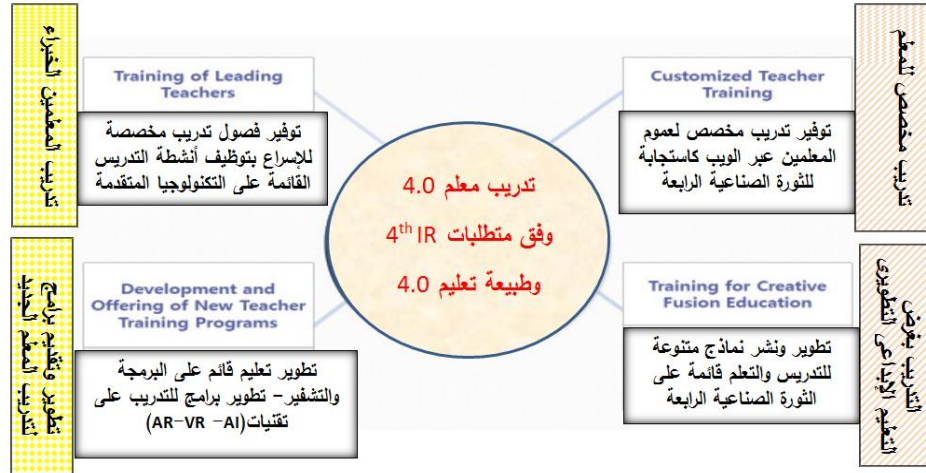 تدريب مخصص للمعلم
Customized Teacher
Training
توفير تدريب مخصص لعموم
المعلمين عبر الويب كاستجابة
للثورة الصناعية الرابعة
تدريب المعلمين الخبراء
Training of Leading
Teachers
توفير فصول تدريب مخصصة
للإسراع بتوظيف أنشطة التدريس
القائمة على التكنولوجيا المتقدمة
تدريب معلم 4.0
وفق متطلبات 4th IR
وطبيعة تعليم 4.0
التدريب بغرض
التعليم الإبداعى التطويرى
Training for Creative
Fusion Education
تطوير ونشر نماذج متنوعة
للتدريس والتعلم قائمة على
الثورة الصناعية الرابعة
تطوير وتقديم برامج
لتدريب المعلم الجديد
Development and
Offering of New Teacher
Training Programs
تطوير تعليم قائم على البرمجة
والتشفير- تطوير برامج للتدريب على
تقنيات(AR-VR -AI)